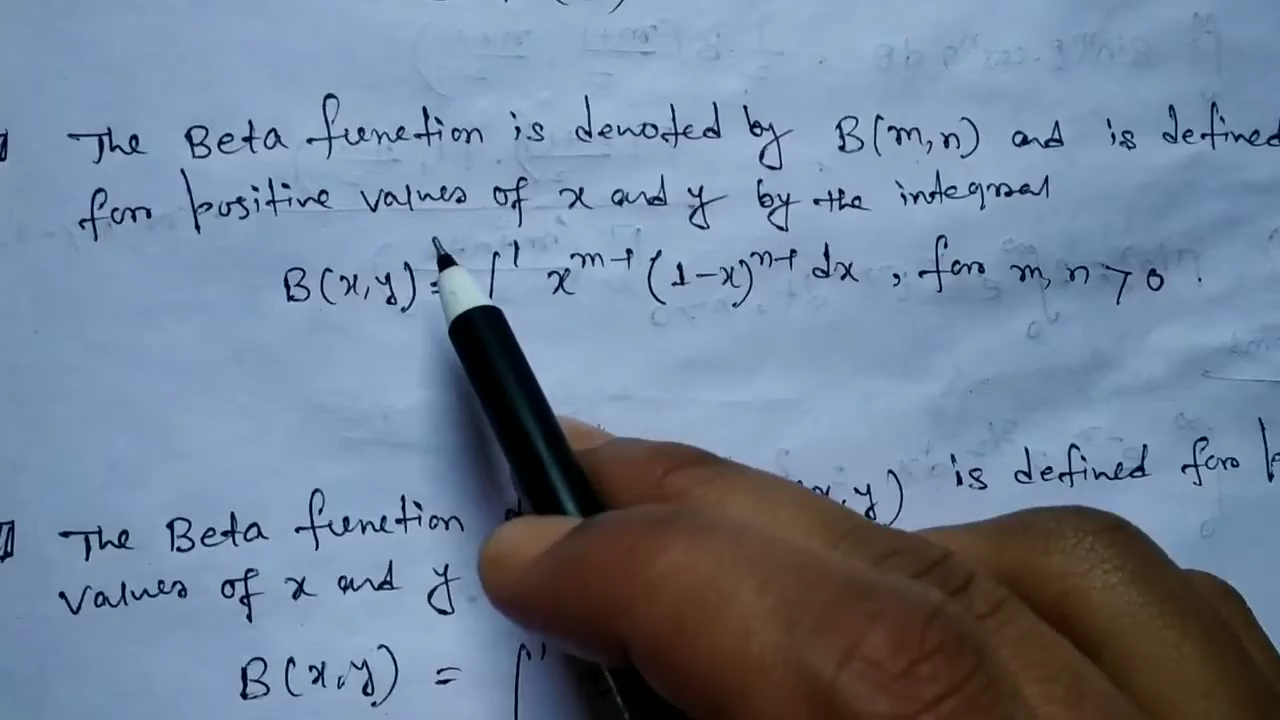 The Beta function is denoted by B(m,n) and is defined
for positive values of x and y by the integral
B(x,y) = ∫¹ x^{m-1} (1-x)^{n-1} dx , for m, n > 0 .
The Beta function x,y) is defined for
values of x and y
B(x,y) = ∫¹